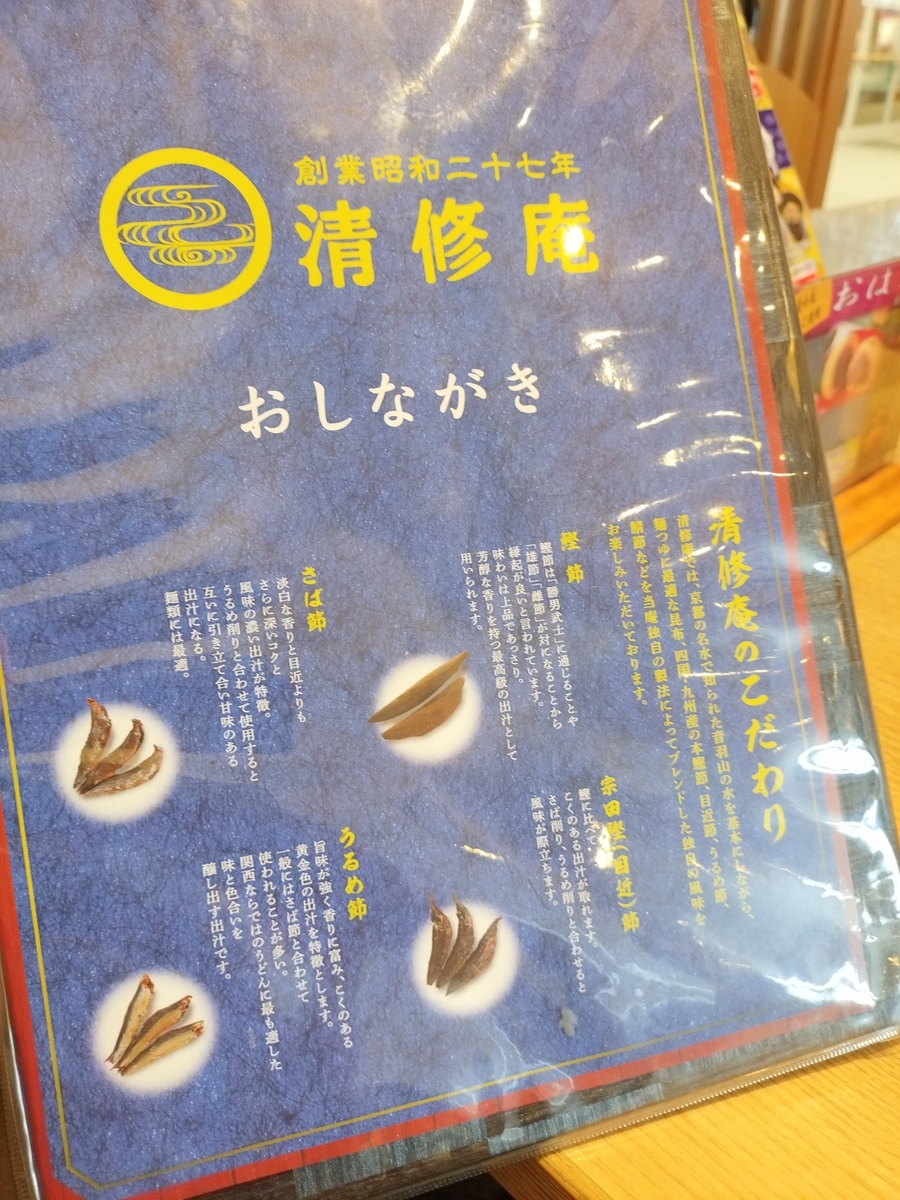 創業昭和二十七年
清修庵
おしながき
おは
清修庵のこだわり
清修庵では、京都の名水で知られた音羽山の水を基本にしながら、
麺つゆに最適な昆布、四国、九州産の本鰹節、目近節、うるめ節、
鯖節などを当庵独自の製法によってブレンドした独自の風味を
お楽しみいただいております。
鰹節
鰹節は「勝男武士」に通じることや
「雄節」「雌節」が対になることから
縁起が良いと言われています。
味わいは上品であっさり。
芳醇な香りを持つ最高級の出汁として
用いられます。
さば節
淡白な香りと目近よりも
さらに深いコクと
風味の濃い出汁が特徴。
うるめ削りと合わせて使用すると
互いに引き立て合い甘味のある
出汁になる。
麺類には最適。
宗田鰹(目近)節
鰹に比べて、
こくのある出汁が取れます。
さば削り、うるめ削りと合わせると
風味が際立ちます。
うるめ節
旨味が強く香りに富み、こくのある
黄金色の出汁を特徴とします。
一般にはさば節と合わせて
使われることが多い。
関西ならではのうどんに最も適した
味と色合いを
醸し出す出汁です。